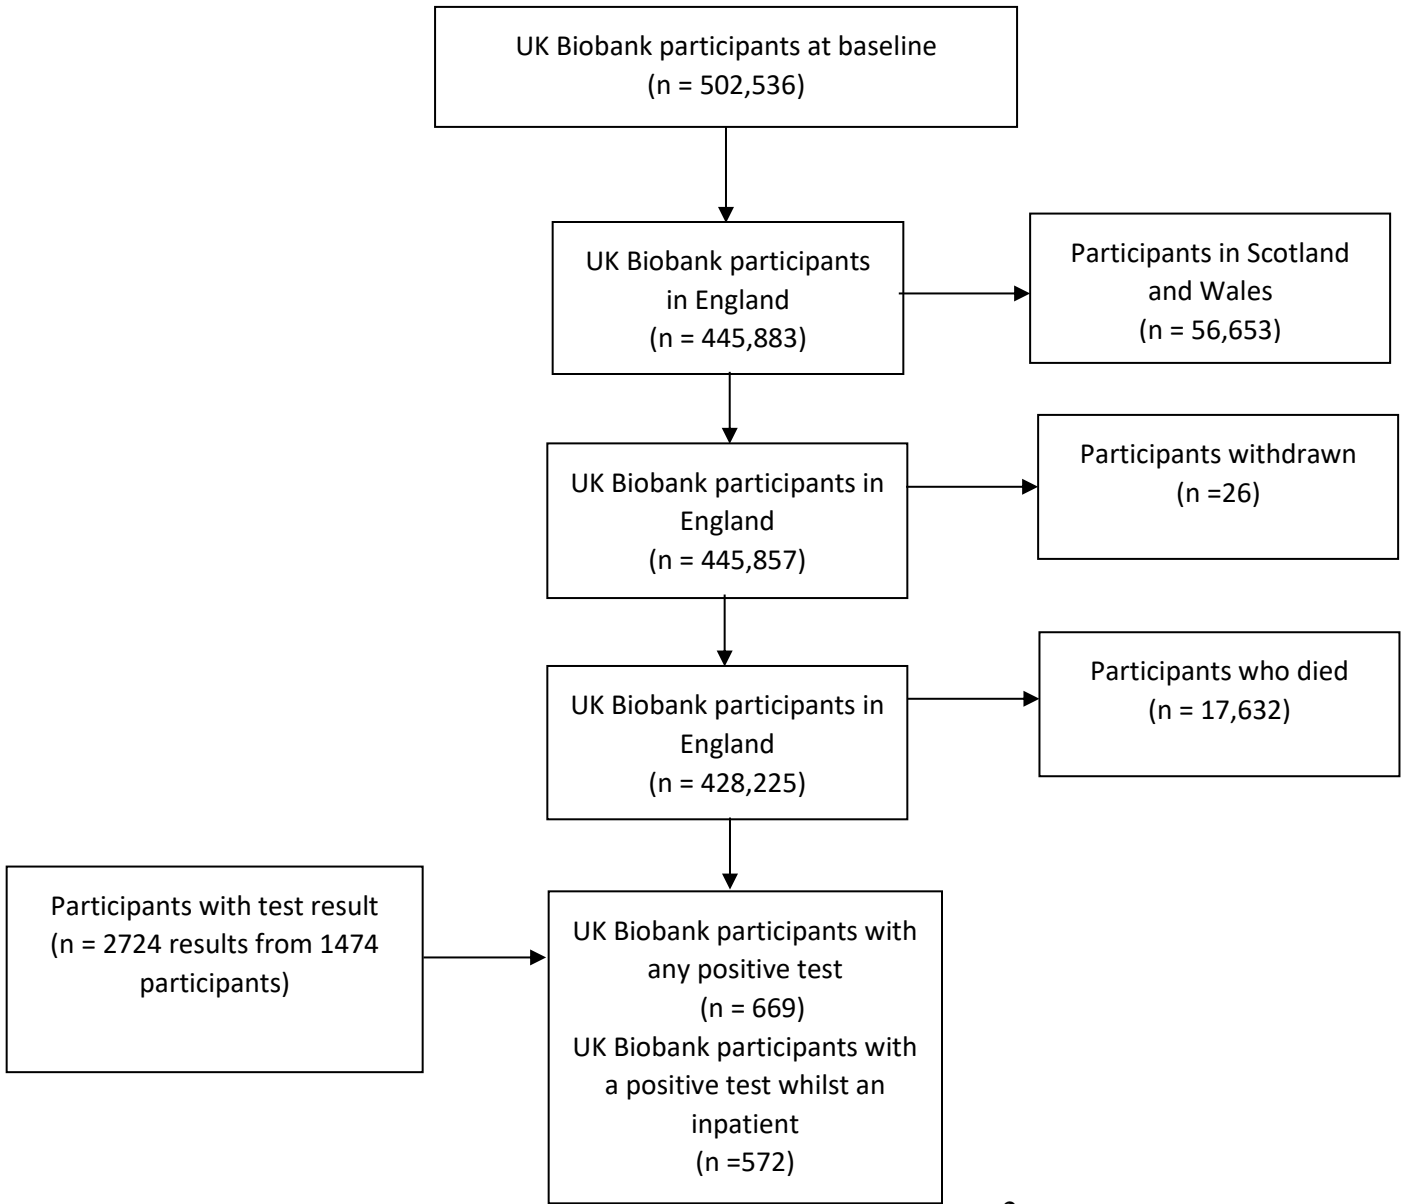 UK Biobank participants at baseline
(n = 502,536)
UK Biobank participants
in England
(n = 445,883)
Participants in Scotland
and Wales
(n = 56,653)
UK Biobank participants in
England
(n = 445,857)
Participants withdrawn
(n =26)
UK Biobank participants in
England
(n = 428,225)
Participants who died
(n = 17,632)
Participants with test result
(n = 2724 results from 1474
participants)
UK Biobank participants with
any positive test
(n = 669)
UK Biobank participants with
a positive test whilst an
inpatient
(n =572)